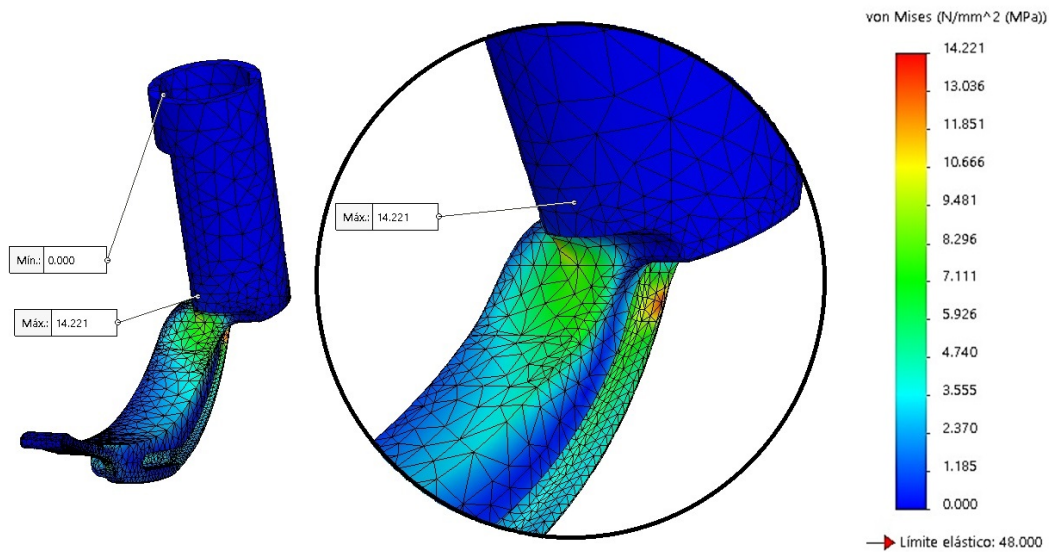 von Mises (N/mm^2 (MPa))
14.221
13.036
11.851
10.666
9.481
8.296
7.111
5.926
4.740
3.555
2.370
1.185
0.000
Límite elástico: 48.000
Máx.: 14.221
Mín.: 0.000
Máx.: 14.221